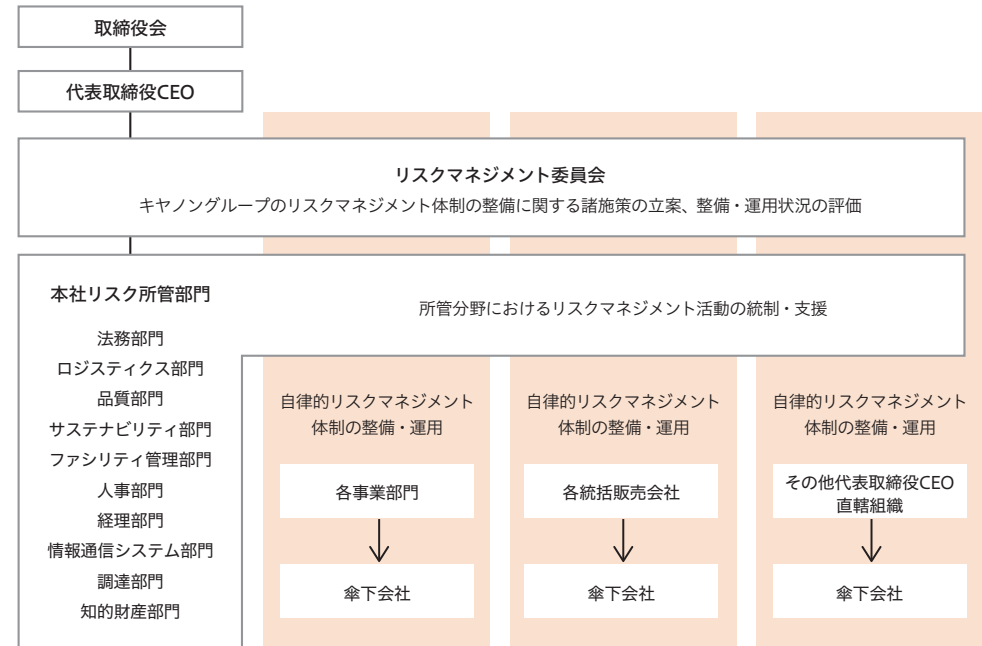 取締役会
代表取締役CEO
リスクマネジメント委員会
キヤノングループのリスクマネジメント体制の整備に関する諸施策の立案、整備・運用状況の評価
本社リスク所管部門
法務部門
ロジスティクス部門
品質部門
サステナビリティ部門
ファシリティ管理部門
人事部門
経理部門
情報通信システム部門
調達部門
知的財産部門
所管分野におけるリスクマネジメント活動の統制・支援
自律的リスクマネジメント
体制の整備・運用
各事業部門
傘下会社
自律的リスクマネジメント
体制の整備・運用
各統括販売会社
傘下会社
自律的リスクマネジメント
体制の整備・運用
その他代表取締役CEO
直轄組織
傘下会社